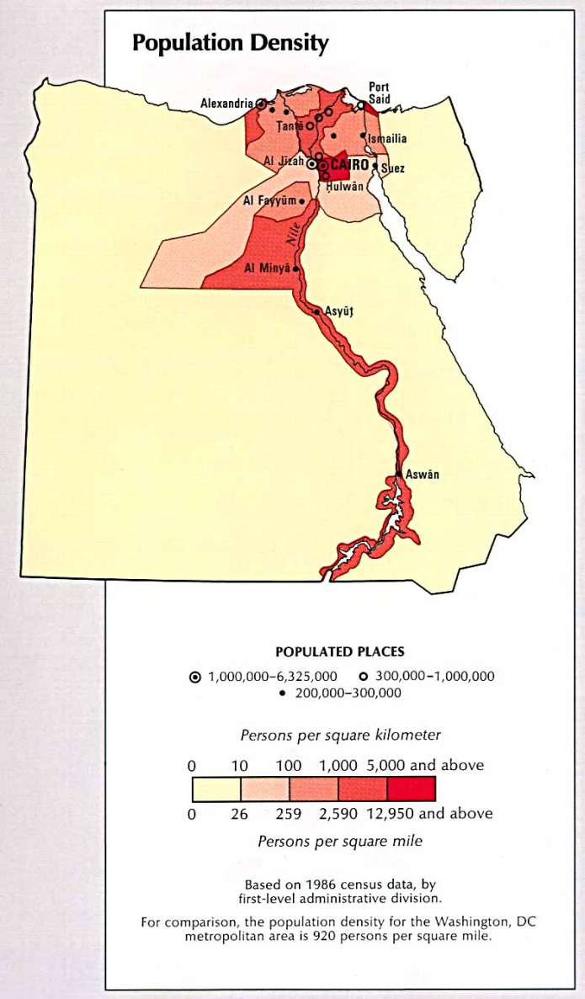 Population Density
Port
Said
Alexandria
Ṭantā
Ismailia
Al Jīzah
CAIRO
Suez
Ḥulwān
Al Fayyūm
Nile
Al Minyā
Asyūṭ
Aswān
POPULATED PLACES
1,000,000–6,325,000
300,000–1,000,000
200,000–300,000
Persons per square kilometer
0 10 100 1,000 5,000 and above
0 26 259 2,590 12,950 and above
Persons per square mile
Based on 1986 census data, by
first-level administrative division.
For comparison, the population density for the Washington, DC
metropolitan area is 920 persons per square mile.